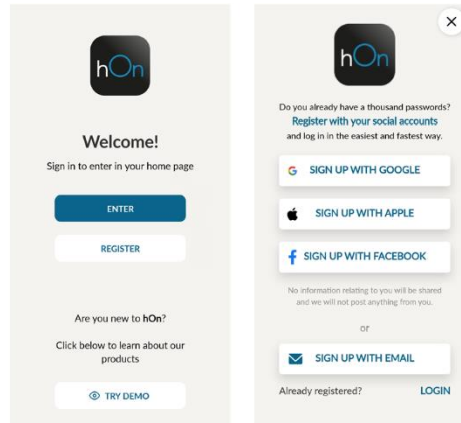 hOn
Welcome!
Sign in to enter in your home page
ENTER
REGISTER
Are you new to hOn?
Click below to learn about our
products
TRY DEMO
hOn
Do you already have a thousand passwords?
Register with your social accounts
and log in in the easiest and fastest way.
SIGN UP WITH GOOGLE
SIGN UP WITH APPLE
SIGN UP WITH FACEBOOK
No information relating to you will be shared
and we will not post anything from you.
or
SIGN UP WITH EMAIL
Already registered? LOGIN